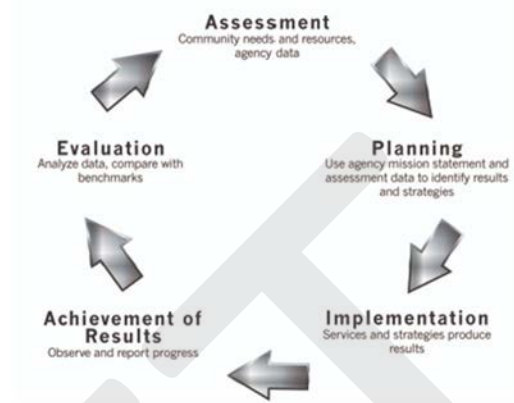 Assessment
Community needs and resources,
agency data
Evaluation
Analyze data, compare with
benchmarks
Planning
Use agency mission statement and
assessment data to identify results
and strategies
Achievement of
Results
Observe and report progress
Implementation
Services and strategies produce
results